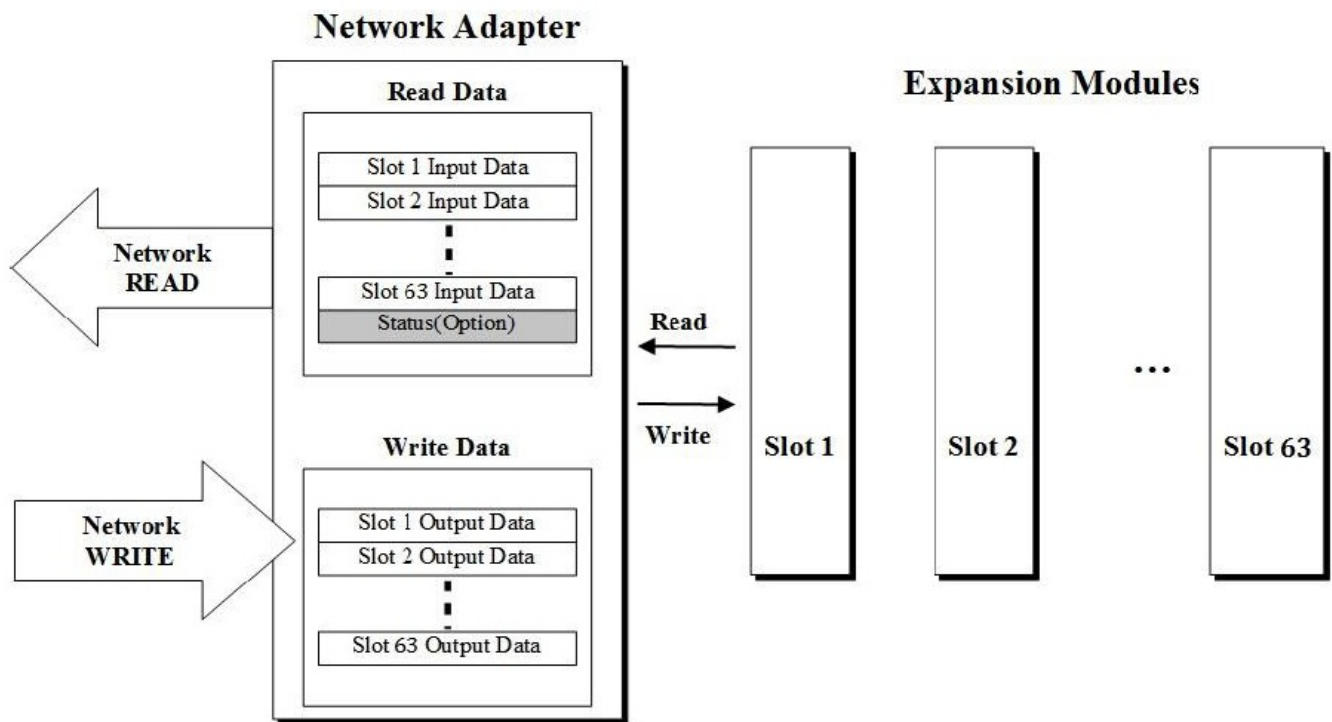 Network Adapter
Expansion Modules
Read Data
Slot 1 Input Data
Slot 2 Input Data
Slot 63 Input Data
Status(Option)
Network
READ
Read
Write
Write Data
Slot 1 Output Data
Slot 2 Output Data
Slot 63 Output Data
Network
WRITE
Slot 1
Slot 2
...
Slot 63